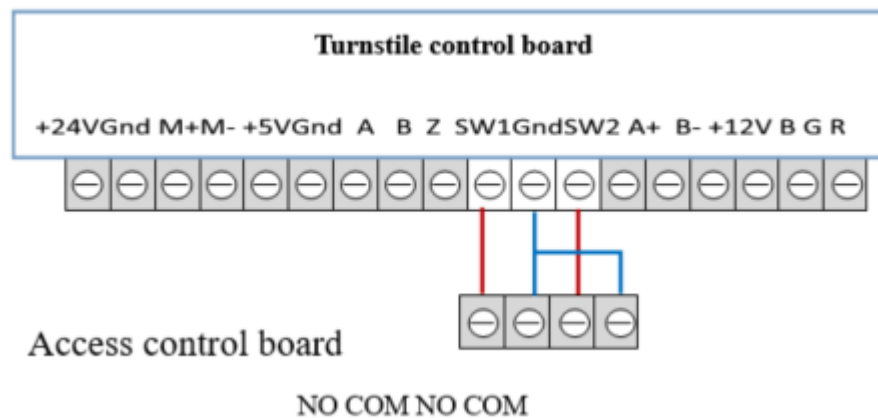 Turnstile control board
+24VGnd M+M- +5VGnd A B Z SW1GndSW2 A+ B- +12V B G R
Access control board
NO COM NO COM